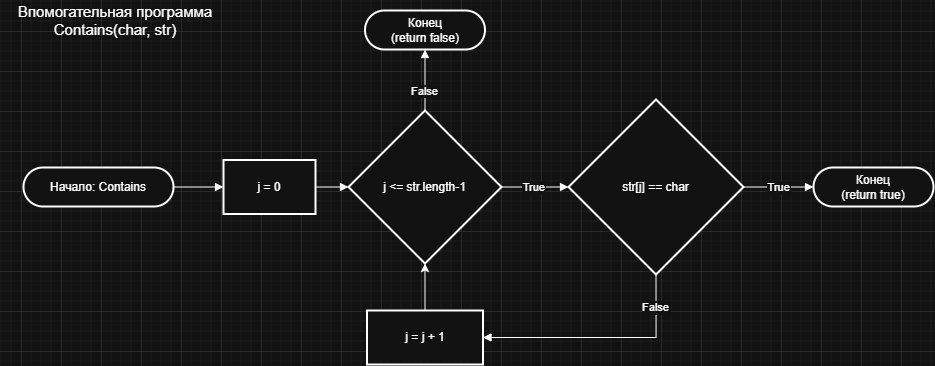 Впомогательная программа
Contains(char, str)
Конец
(return false)
False
Начало: Contains
j = 0
j <= str.length-1
True
str[j] == char
True
Конец
(return true)
False
j = j + 1